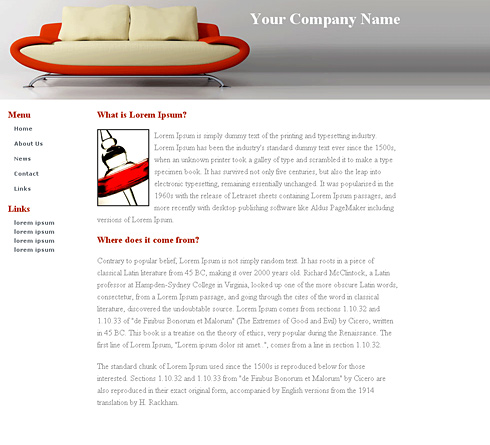 Your Company Name
Menu
Home
About Us
News
Contact
Links
Links
lorem ipsum
lorem ipsum
lorem ipsum
lorem ipsum
What is Lorem Ipsum?
Lorem Ipsum is simply dummy text of the printing and typesetting industry.
Lorem Ipsum has been the industry's standard dummy text ever since the 1500s,
when an unknown printer took a galley of type and scrambled it to make a type
specimen book. It has survived not only five centuries, but also the leap into
electronic typesetting, remaining essentially unchanged. It was popularised in the
1960s with the release of Letraset sheets containing Lorem Ipsum passages, and
more recently with desktop publishing software like Aldus PageMaker including
versions of Lorem Ipsum.
Where does it come from?
Contrary to popular belief, Lorem Ipsum is not simply random text. It has roots in a piece of
classical Latin literature from 45 BC, making it over 2000 years old. Richard McClintock, a Latin
professor at Hampden-Sydney College in Virginia, looked up one of the more obscure Latin words,
consectetur, from a Lorem Ipsum passage, and going through the cites of the word in classical
literature, discovered the undoubtable source. Lorem Ipsum comes from sections 1.10.32 and
1.10.33 of "de Finibus Bonorum et Malorum" (The Extremes of Good and Evil) by Cicero, written
in 45 BC. This book is a treatise on the theory of ethics, very popular during the Renaissance. The
first line of Lorem Ipsum, "Lorem ipsum dolor sit amet..", comes from a line in section 1.10.32.
The standard chunk of Lorem Ipsum used since the 1500s is reproduced below for those
interested. Sections 1.10.32 and 1.10.33 from "de Finibus Bonorum et Malorum" by Cicero are
also reproduced in their exact original form, accompanied by English versions from the 1914
translation by H. Rackham.